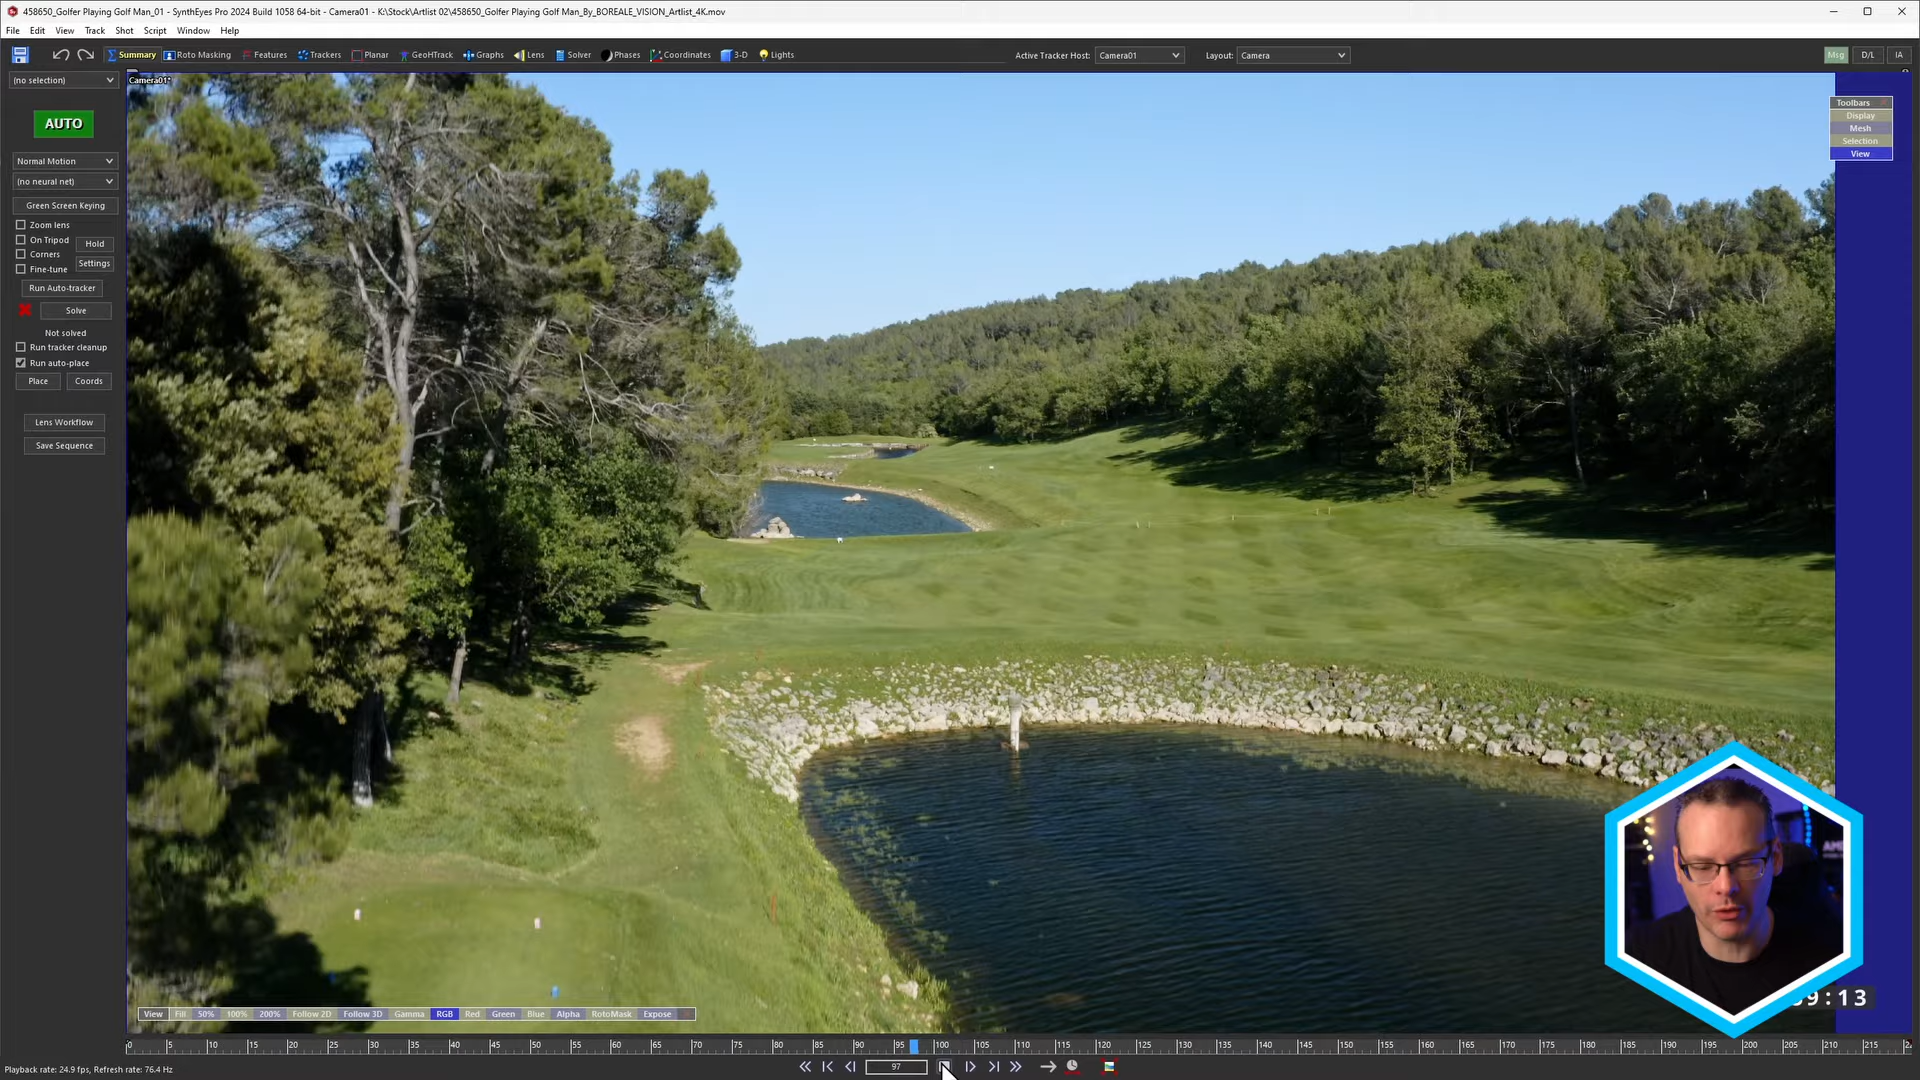 458650_Golfer Playing Golf Man_01 - SynthEyes Pro 2024 Build 1058 64-bit - Camera01 - K:\Stock\Artlist 02\458650_Golfer Playing Golf Man_By_BOREALE_VISION_Artlist_4K.mov
File Edit View Track Shot Script Window Help
Summary Roto Masking Features Trackers Planar GeoHTrack Graphs Lens Solver Phases Coordinates 3-D Lights Active Tracker Host: Camera01 Layout: Camera Msg D/L IA
(no selection)
Camera01*
Toolbars
Display
Mesh
Selection
View
AUTO
Normal Motion
(no neural net)
Green Screen Keying
Zoom lens
On Tripod Hold
Corners
Fine-tune Settings
Run Auto-tracker
Solve
Not solved
Run tracker cleanup
Run auto-place
Place Coords
Lens Workflow
Save Sequence
:13
View Fill 50% 100% 200% Follow 2D Follow 3D Gamma RGB Red Green Blue Alpha RotoMask Expose
0 5 10 15 20 25 30 35 40 45 50 55 60 65 70 75 80 85 90 95 100 105 110 115 120 125 130 135 140 145 150 155 160 165 170 175 180 185 190 195 200 205 210 215
97
Playback rate: 24.9 fps, Refresh rate: 76.4 Hz